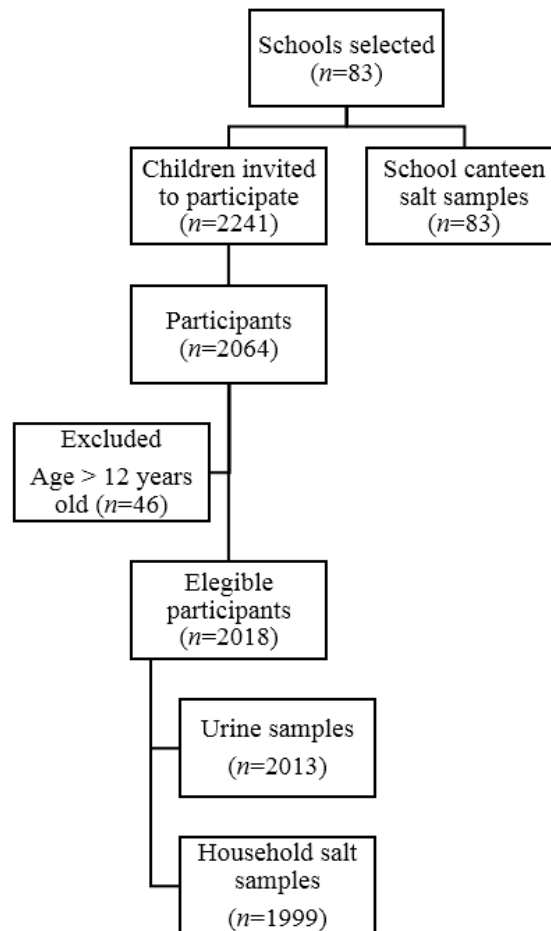 Schools selected
(n=83)
Children invited
to participate
(n=2241)
School canteen
salt samples
(n=83)
Participants
(n=2064)
Excluded
Age > 12 years
old (n=46)
Elegible
participants
(n=2018)
Urine samples
(n=2013)
Household salt
samples
(n=1999)